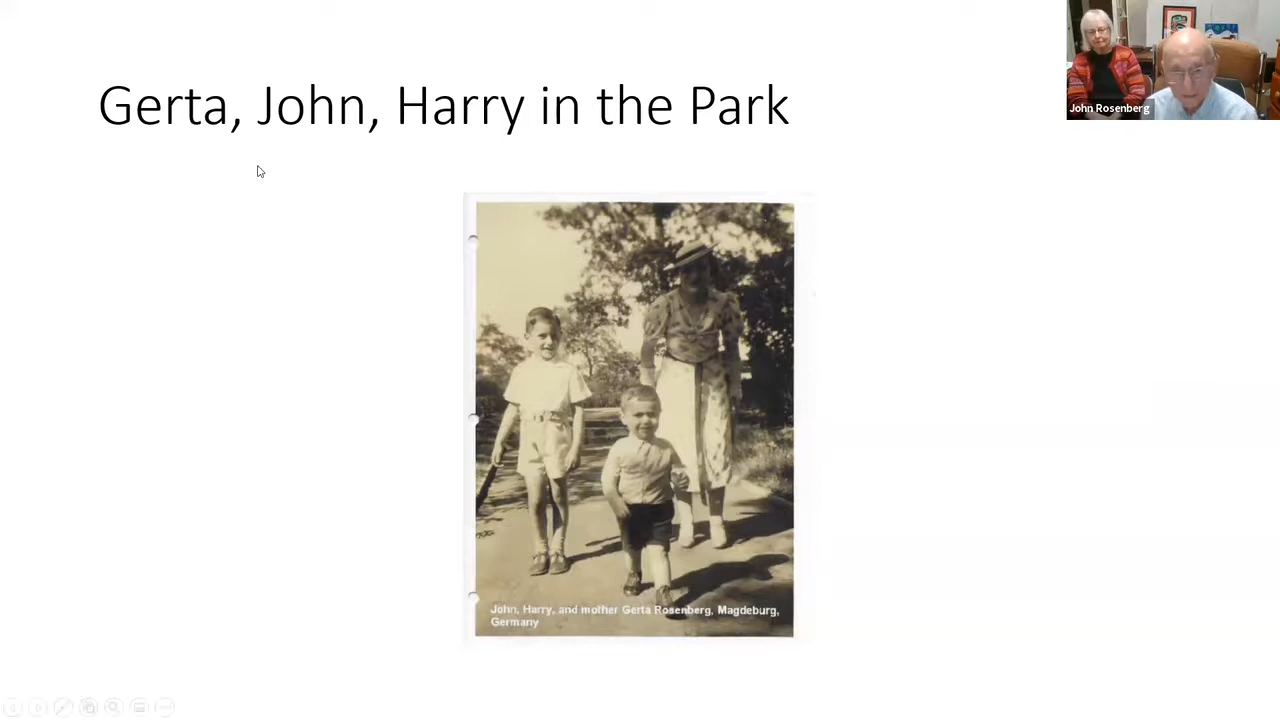 Gerta, John, Harry in the Park
John Rosenberg
John, Harry, and mother Gerta Rosenberg, Magdeburg,
Germany